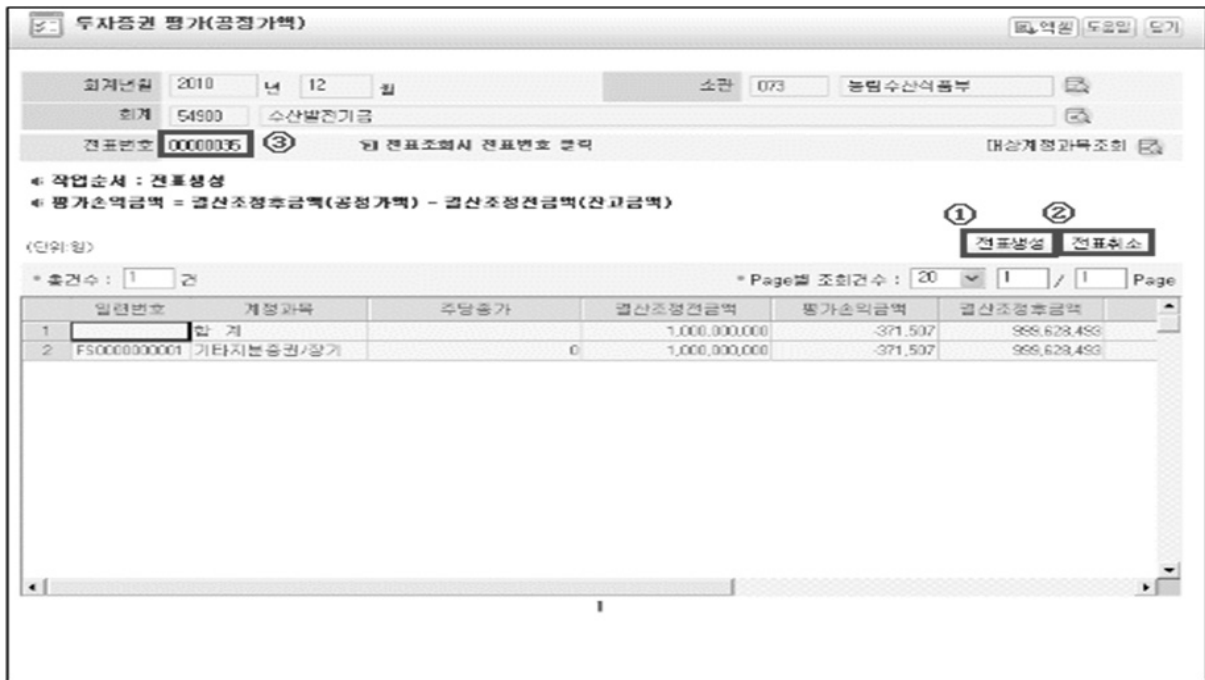 투자증권 평가(공정가액) 엑셀 도움말 닫기
회계년월 2010 년 12 월 소관 073 농림수산식품부
회계 54900 수산발전기금
전표번호 00000035 ③ 전표조회시 전표번호 클릭 대상계정과목조회
작업순서 : 전표생성
평가손익금액 = 결산조정후금액(공정가액) - 결산조정전금액(잔고금액)
① ②
(단위:원) 전표생성 전표취소
* 총건수 : 1 건 * Page별 조회건수 : 20 1 / 1 Page
일련번호 계정과목 주당종가 결산조정전금액 평가손익금액 결산조정후금액
1 합 계 1,000,000,000 -371,507 999,628,493
2 FS0000000001 기타지분증권/장기 0 1,000,000,000 -371,507 999,628,493
1